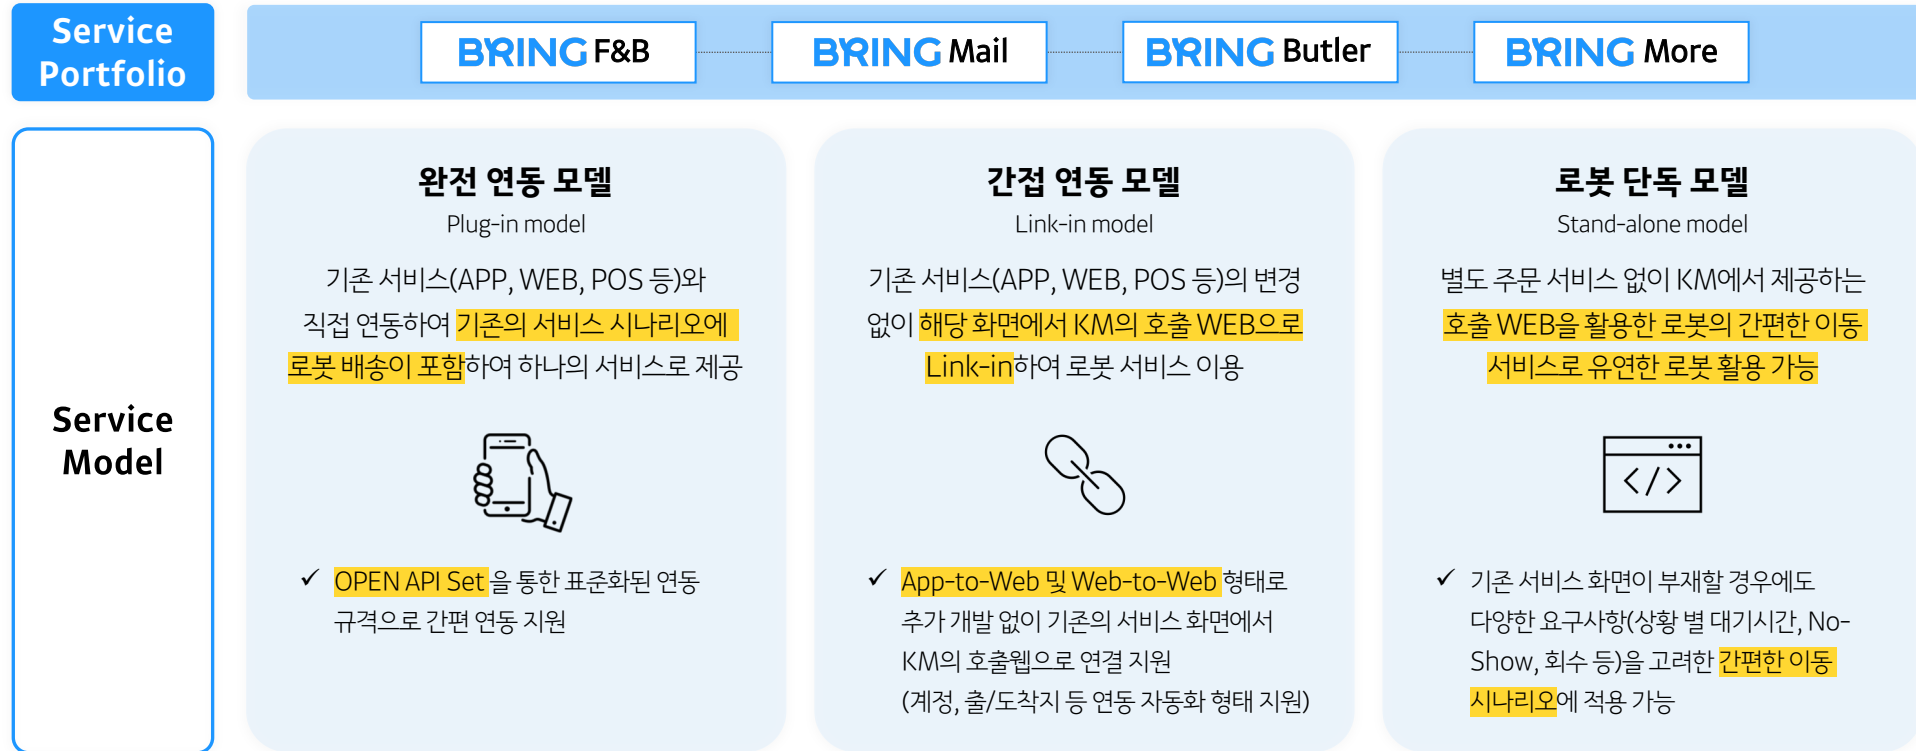 Service
Portfolio
BRING F&B
BRING Mail
BRING Butler
BRING More
Service
Model
완전 연동 모델
Plug-in model
기존 서비스(APP, WEB, POS 등)와
직접 연동하여 기존의 서비스 시나리오에
로봇 배송이 포함하여 하나의 서비스로 제공
✓ OPEN API Set 을 통한 표준화된 연동
규격으로 간편 연동 지원
간접 연동 모델
Link-in model
기존 서비스(APP, WEB, POS 등)의 변경
없이 해당 화면에서 KM의 호출 WEB으로
Link-in하여 로봇 서비스 이용
✓ App-to-Web 및 Web-to-Web 형태로
추가 개발 없이 기존의 서비스 화면에서
KM의 호출웹으로 연결 지원
(계정, 출/도착지 등 연동 자동화 형태 지원)
로봇 단독 모델
Stand-alone model
별도 주문 서비스 없이 KM에서 제공하는
호출 WEB을 활용한 로봇의 간편한 이동
서비스로 유연한 로봇 활용 가능
</>
✓ 기존 서비스 화면이 부재할 경우에도
다양한 요구사항(상황 별 대기시간, No-
Show, 회수 등)을 고려한 간편한 이동
시나리오에 적용 가능